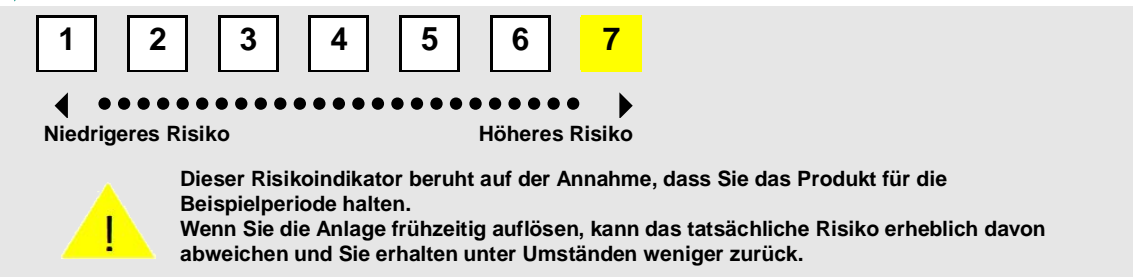 1 2 3 4 5 6 7
Niedrigeres Risiko Höheres Risiko
!
Dieser Risikoindikator beruht auf der Annahme, dass Sie das Produkt für die
Beispielperiode halten.
Wenn Sie die Anlage frühzeitig auflösen, kann das tatsächliche Risiko erheblich davon
abweichen und Sie erhalten unter Umständen weniger zurück.